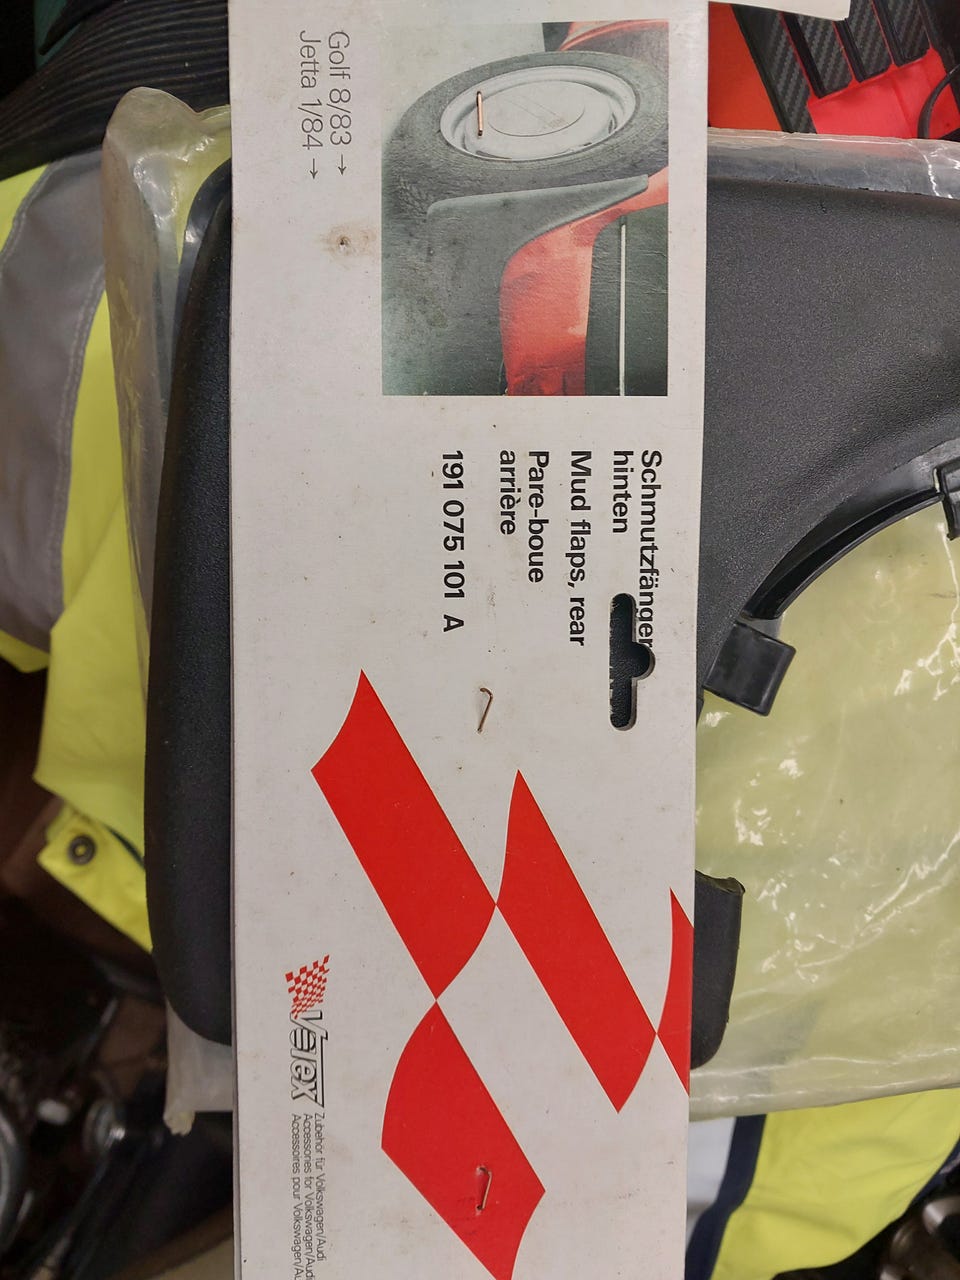 Golf 8/83 →
Jetta 1/84 →
Schmutzfänger
hinten
Mud flaps, rear
Pare-boue
arrière
191 075 101 A
Votex
Zubehör für Volkswagen/Audi
Accessories for Volkswagen/Audi
Accessoires pour Volkswagen/Au